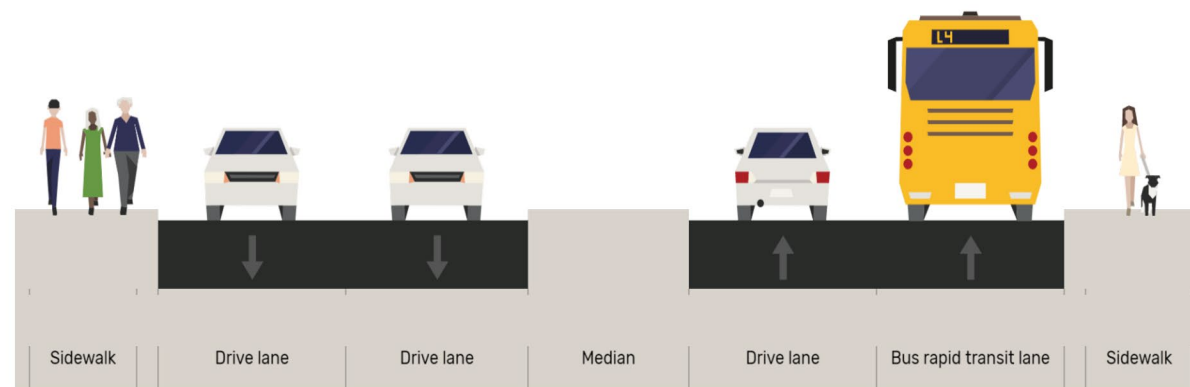 L4
Sidewalk
Drive lane
Drive lane
Median
Drive lane
Bus rapid transit lane
Sidewalk